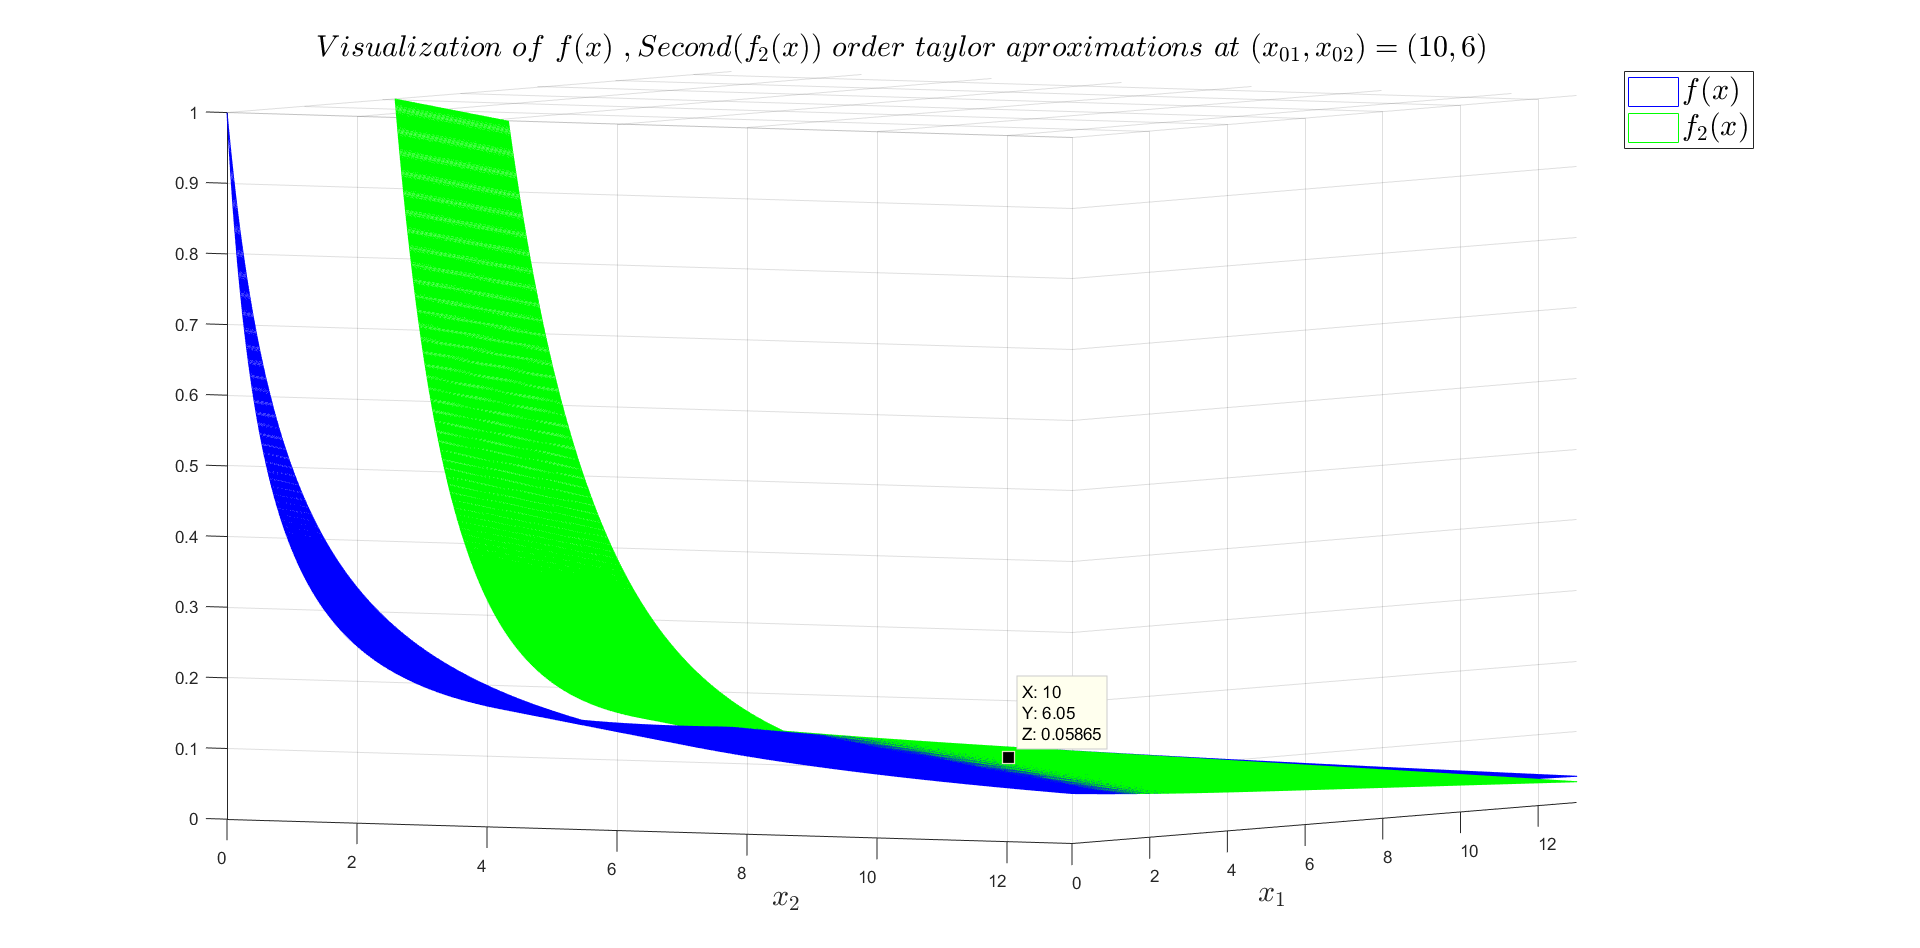 Visualization of f(x) , Second(f₂(x)) order taylor aproximations at (x₀₁, x₀₂) = (10, 6)
f(x)
f₂(x)
1
0.9
0.8
0.7
0.6
0.5
0.4
0.3
0.2
0.1
0
X: 10
Y: 6.05
Z: 0.05865
0 2 4 6 8 10 12
x₂
0 2 4 6 8 10 12
x₁